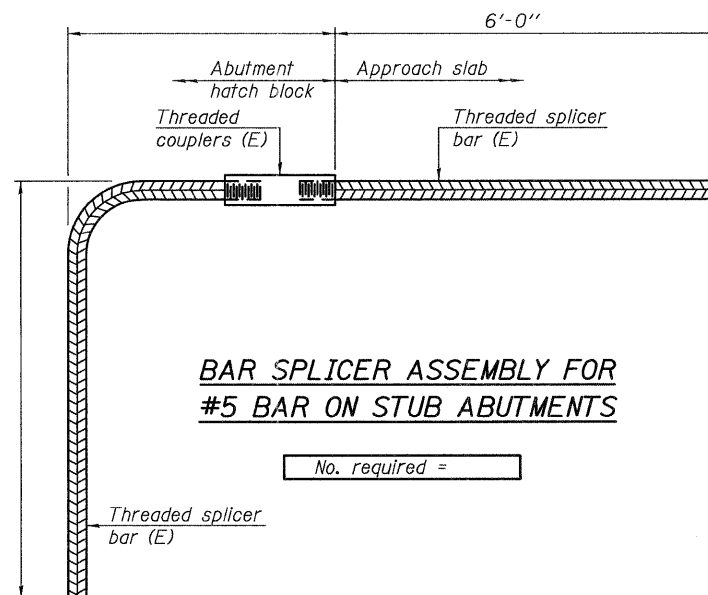 6'-0"
Abutment
hatch block
Approach slab
Threaded
couplers (E)
Threaded splicer
bar (E)
BAR SPLICER ASSEMBLY FOR
#5 BAR ON STUB ABUTMENTS
No. required =
Threaded splicer
bar (E)